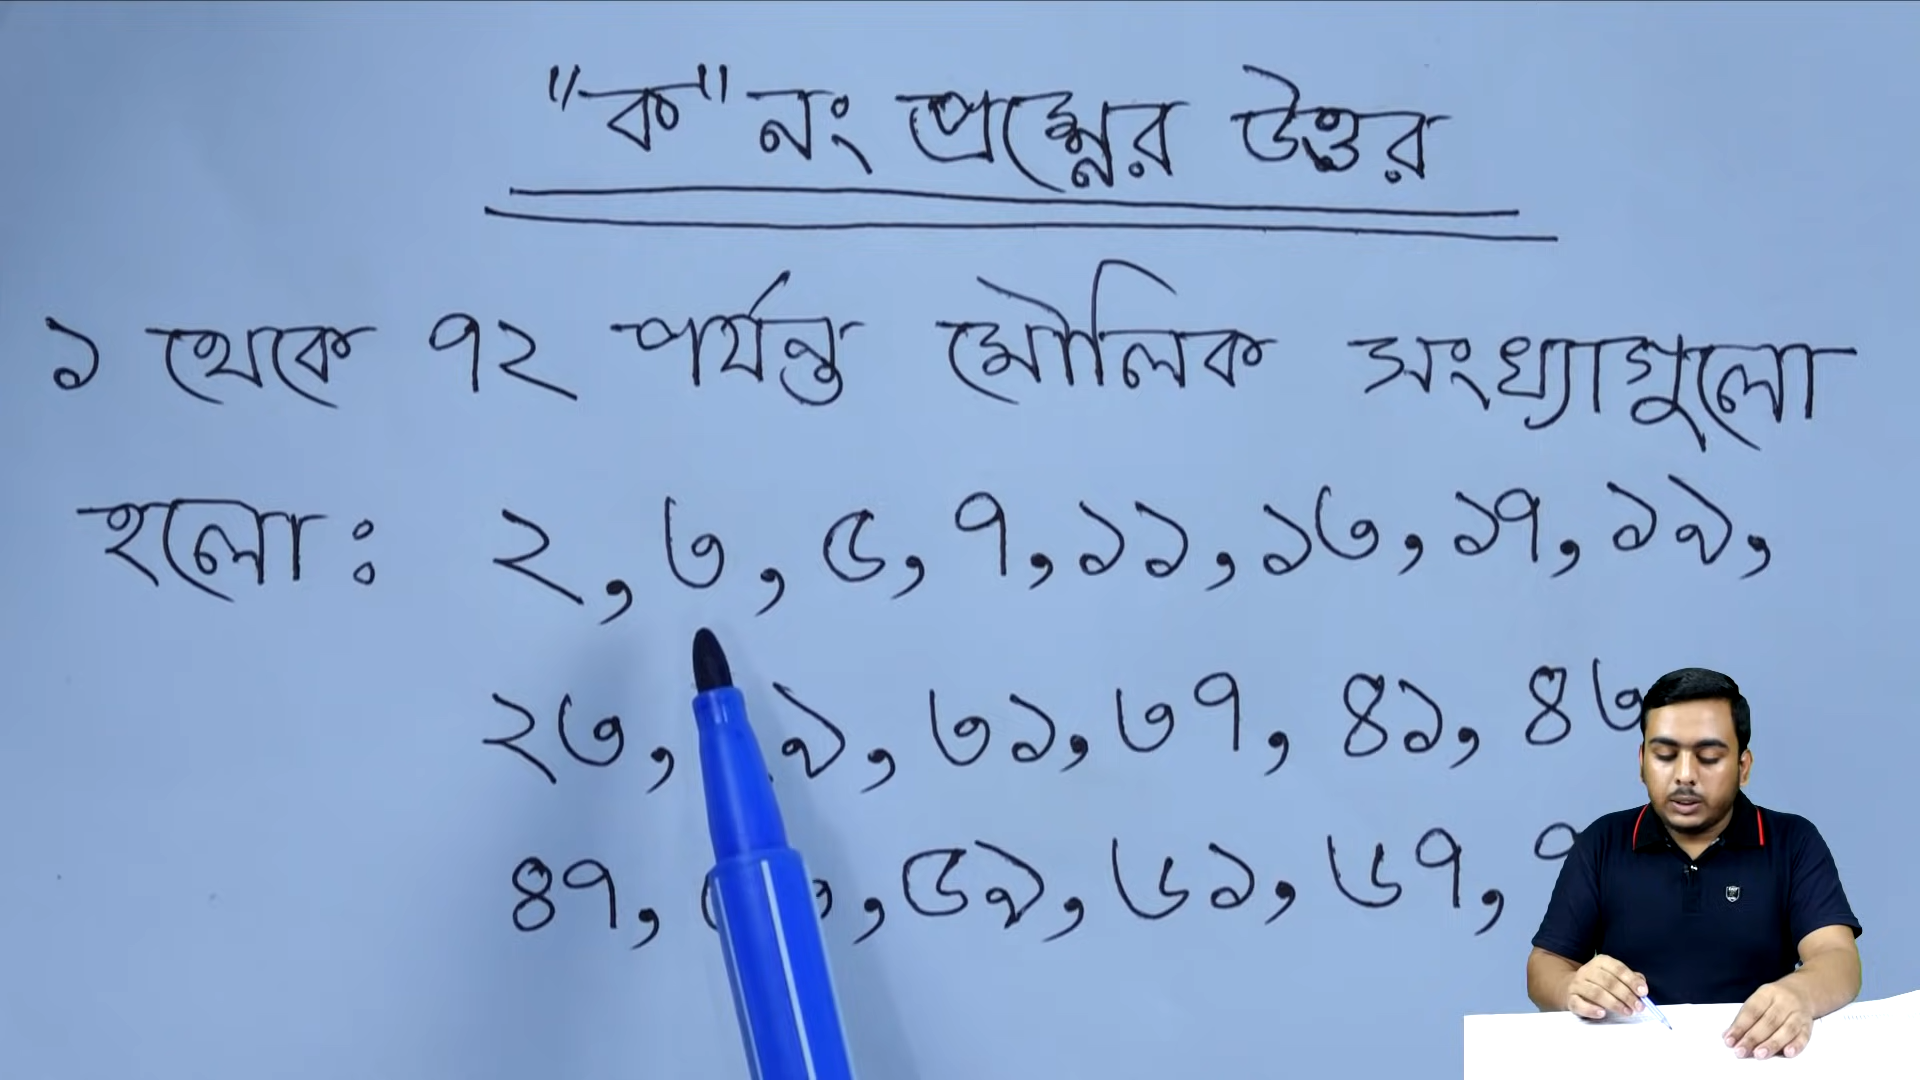 "ক" নং প্রশ্নের উত্তর
১ থেকে ৭২ পর্যন্ত মৌলিক সংখ্যাগুলো
হলো: ২, ৩, ৫, ৭, ১১, ১৩, ১৭, ১৯,
২৩, ৩১, ৩৭, ৪১, ৪৩
৪৭, ৫৯, ৬১, ৬৭,